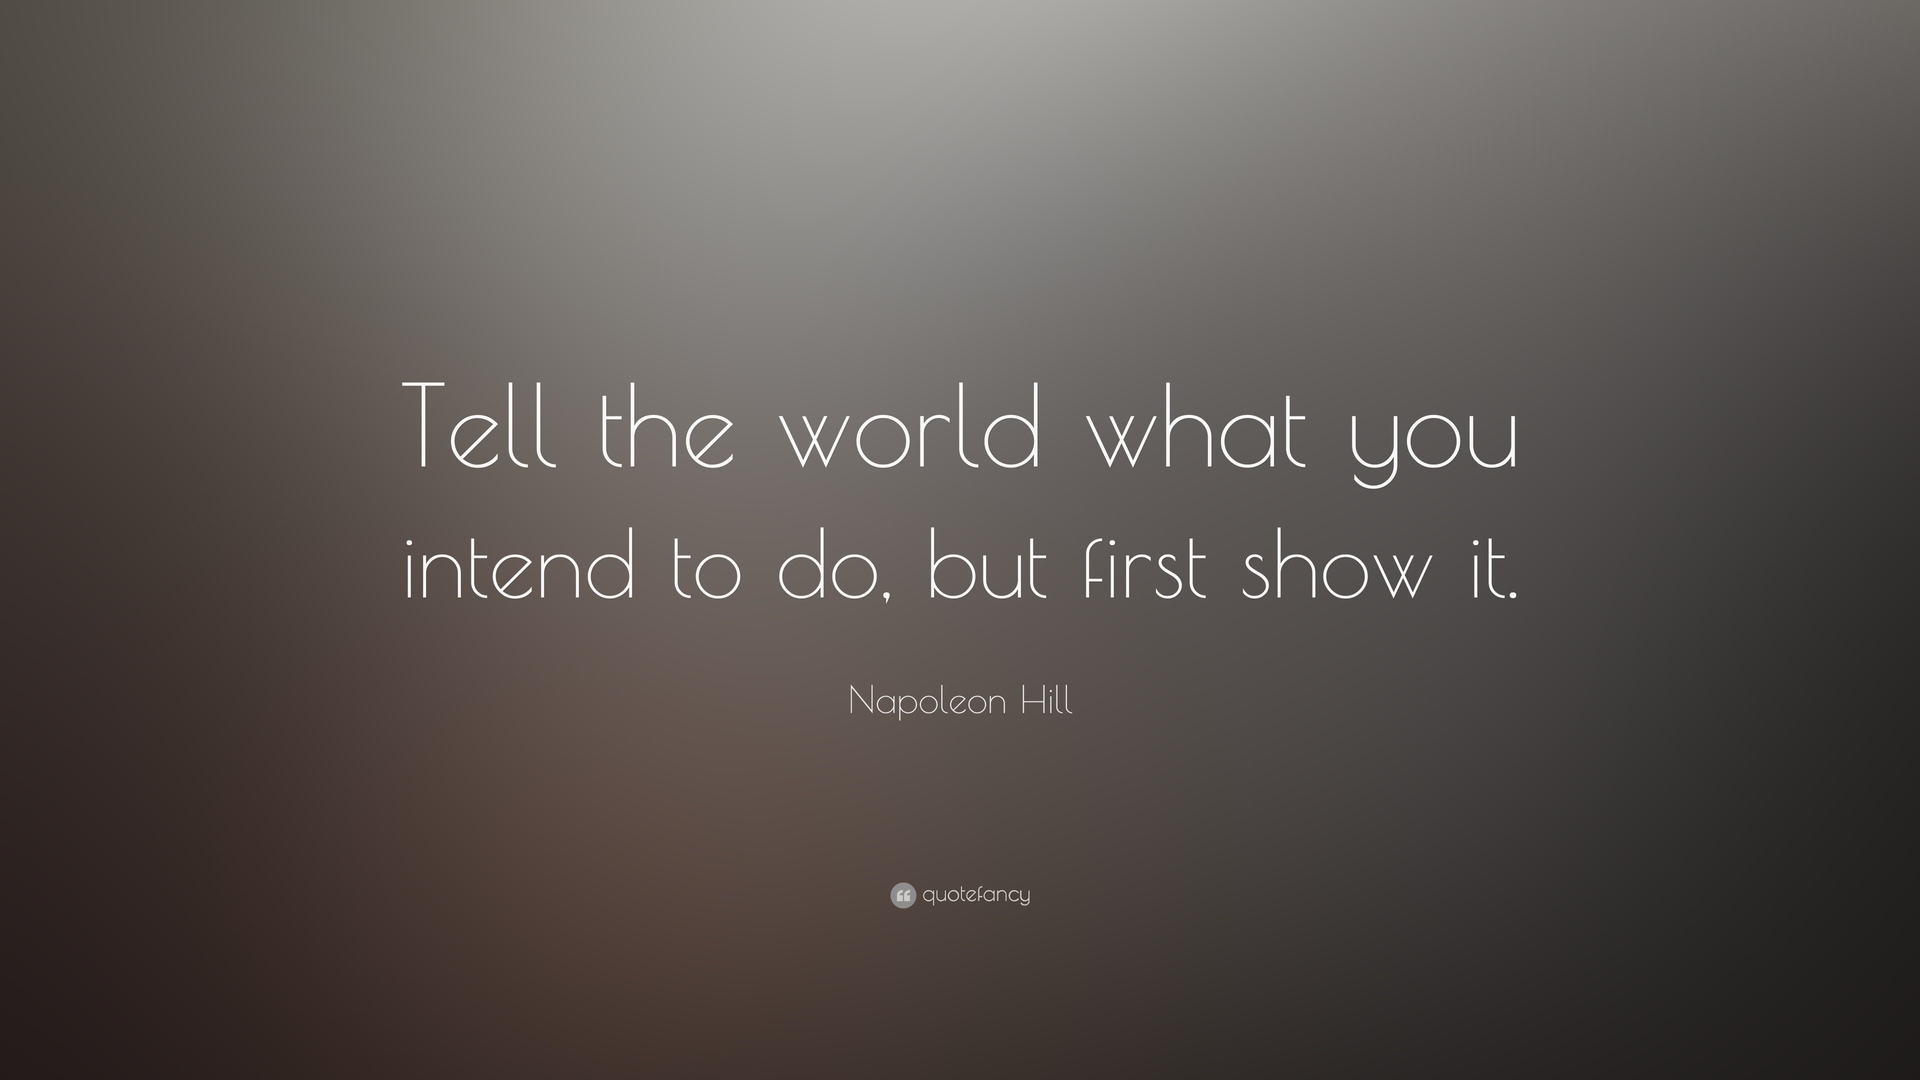 Tell the world what you
intend to do, but first show it.
Napoleon Hill
quotefancy